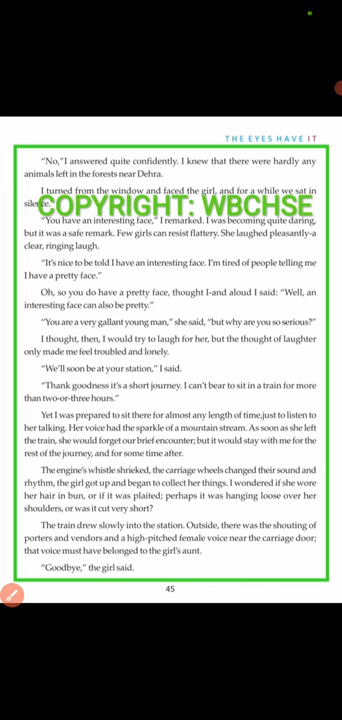 THE EYES HAVE IT
“No,”I answered quite confidently. I knew that there were hardly any
animals left in the forests near Dehra.
I turned from the window and faced the girl, and for a while we sat in
silence.
COPYRIGHT: WBCHSE
“You have an interesting face,” I remarked. I was becoming quite daring,
but it was a safe remark. Few girls can resist flattery. She laughed pleasantly-a
clear, ringing laugh.
“It’s nice to be told I have an interesting face. I’m tired of people telling me
I have a pretty face.”
Oh, so you do have a pretty face, thought I-and aloud I said: “Well, an
interesting face can also be pretty.”
“You are a very gallant young man,” she said, “but why are you so serious?”
I thought, then, I would try to laugh for her, but the thought of laughter
only made me feel troubled and lonely.
“We’ll soon be at your station,” I said.
“Thank goodness it’s a short journey. I can’t bear to sit in a train for more
than two-or-three hours.”
Yet I was prepared to sit there for almost any length of time,just to listen to
her talking. Her voice had the sparkle of a mountain stream. As soon as she left
the train, she would forget our brief encounter; but it would stay with me for the
rest of the journey, and for some time after.
The engine’s whistle shrieked, the carriage wheels changed their sound and
rhythm, the girl got up and began to collect her things. I wondered if she wore
her hair in bun, or if it was plaited; perhaps it was hanging loose over her
shoulders, or was it cut very short?
The train drew slowly into the station. Outside, there was the shouting of
porters and vendors and a high-pitched female voice near the carriage door;
that voice must have belonged to the girl’s aunt.
“Goodbye,” the girl said.
45